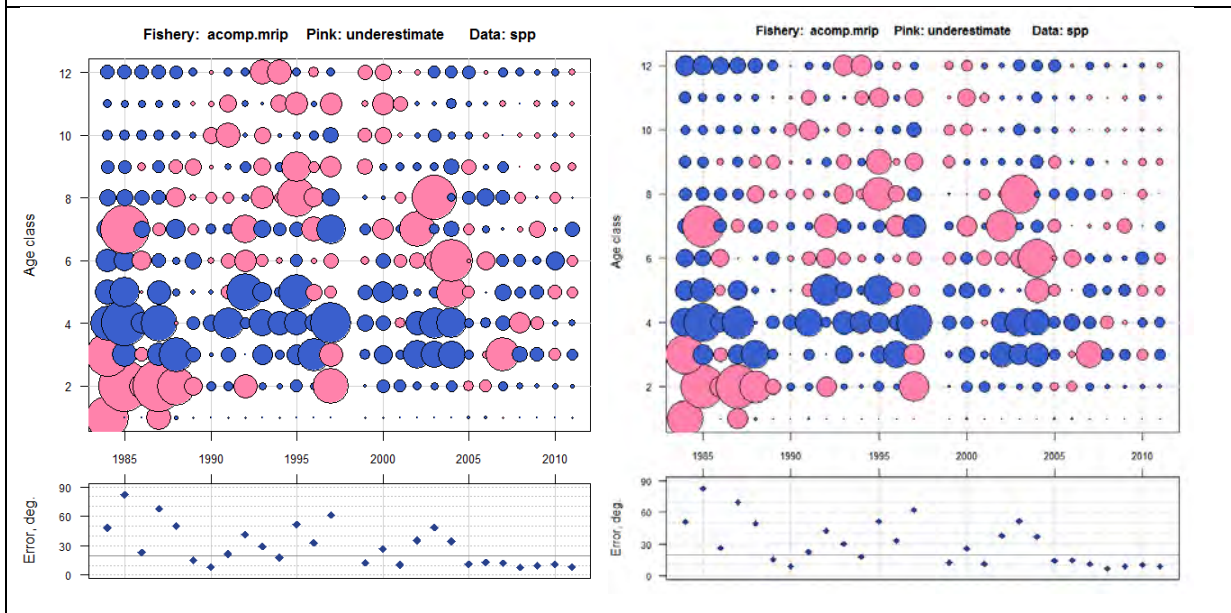 Fishery: acomp.mrip Pink: underestimate Data: spp
12
10
8
6
4
2
Age class
1985 1990 1995 2000 2005 2010
90
60
30
0
Error, deg.
Fishery: acomp.mrip Pink: underestimate Data: spp
12
10
8
6
4
2
Age class
1985 1990 1995 2000 2005 2010
90
60
30
0
Error, deg.